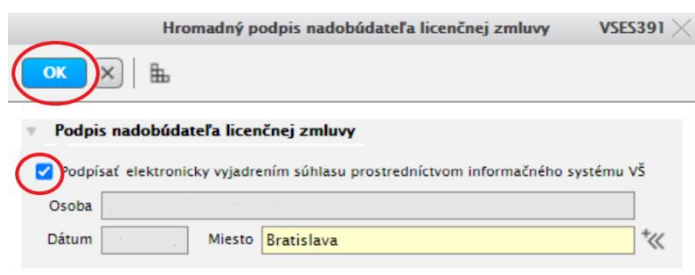 Hromadný podpis nadobúdateľa licenčnej zmluvy VSES391
OK
Podpis nadobúdateľa licenčnej zmluvy
Podpísať elektronicky vyjadrením súhlasu prostredníctvom informačného systému VŠ
Osoba
Dátum Miesto Bratislava